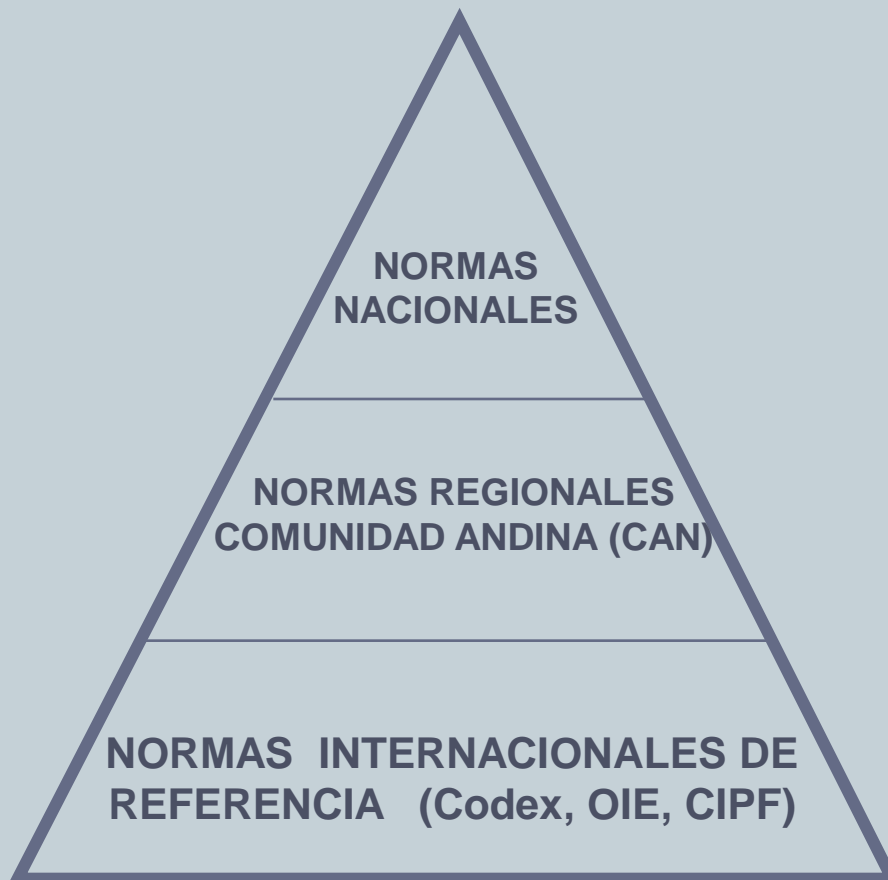 NORMAS
NACIONALES
NORMAS REGIONALES
COMUNIDAD ANDINA (CAN)
NORMAS  INTERNACIONALES DE
REFERENCIA   (Codex, OIE, CIPF)